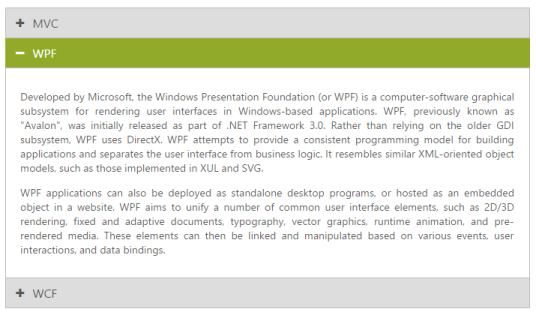 MVC
WPF
Developed by Microsoft, the Windows Presentation Foundation (or WPF) is a computer-software graphical
subsystem for rendering user interfaces in Windows-based applications. WPF, previously known as
"Avalon", was initially released as part of .NET Framework 3.0. Rather than relying on the older GDI
subsystem, WPF uses DirectX. WPF attempts to provide a consistent programming model for building
applications and separates the user interface from business logic. It resembles similar XML-oriented object
models, such as those implemented in XUL and SVG.
WPF applications can also be deployed as standalone desktop programs, or hosted as an embedded
object in a website. WPF aims to unify a number of common user interface elements, such as 2D/3D
rendering, fixed and adaptive documents, typography, vector graphics, runtime animation, and pre-
rendered media. These elements can then be linked and manipulated based on various events, user
interactions, and data bindings.
WCF